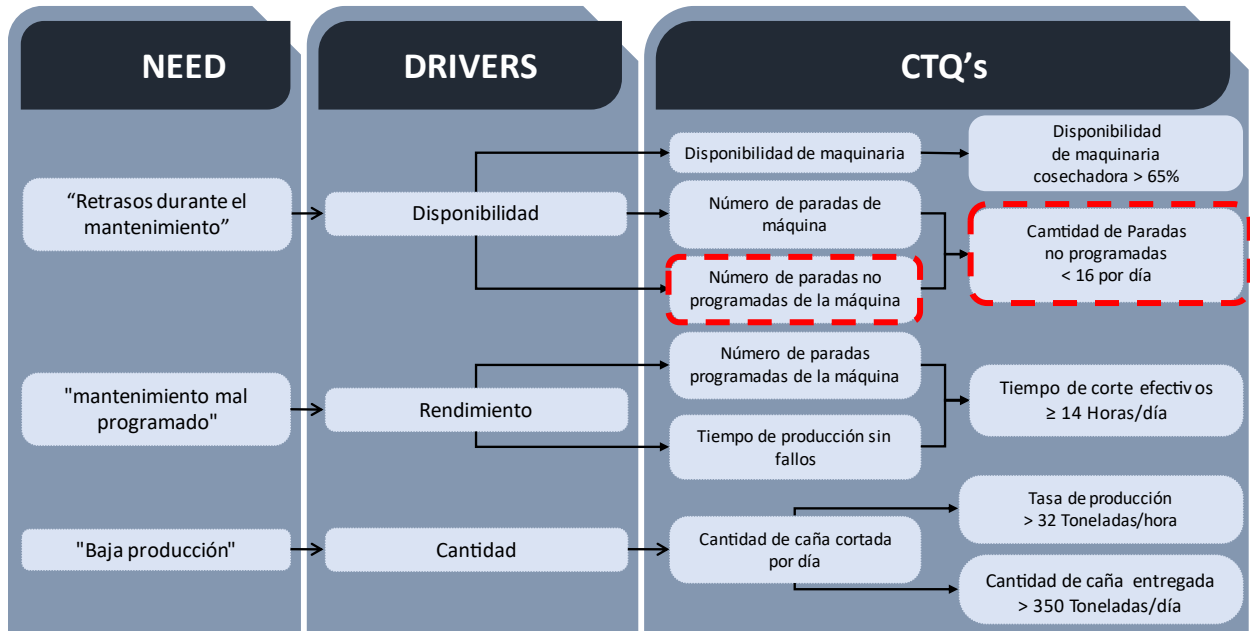 NEED
DRIVERS
CTQ’s
“Retrasos durante el
mantenimiento”
Disponibilidad
Disponibilidad de maquinaria
Disponibilidad
de maquinaria
cosechadora > 65%
Número de paradas de
máquina
Número de paradas no
programadas de la máquina
Camtidad de Paradas
no programadas
< 16 por día
"mantenimiento mal
programado"
Rendimiento
Número de paradas
programadas de la máquina
Tiempo de producción sin
fallos
Tiempo de corte efectivos
≥ 14 Horas/día
"Baja producción"
Cantidad
Cantidad de caña cortada
por día
Tasa de producción
> 32 Toneladas/hora
Cantidad de caña entregada
> 350 Toneladas/día